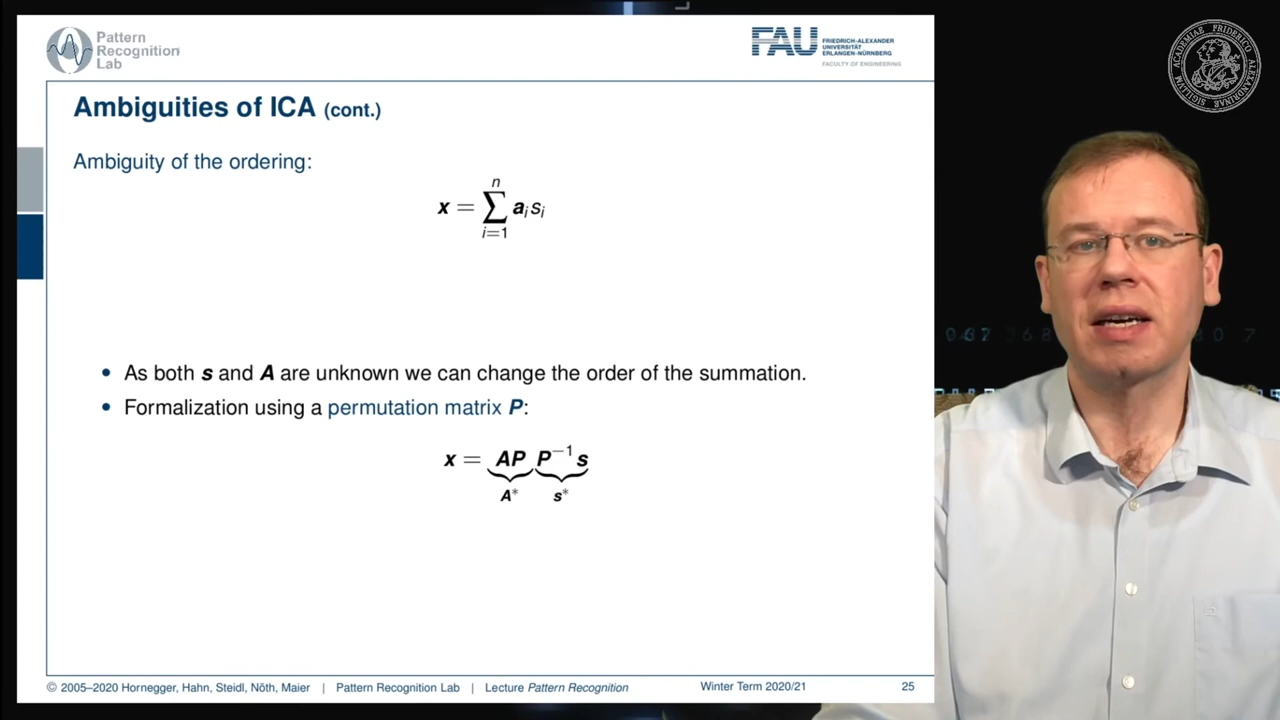 Pattern
Recognition
Lab
FAU
FRIEDRICH-ALEXANDER
UNIVERSITÄT
ERLANGEN-NÜRNBERG
FACULTY OF ENGINEERING
Ambiguities of ICA (cont.)
Ambiguity of the ordering:
x = \sum_{i=1}^{n} a_i s_i
• As both s and A are unknown we can change the order of the summation.
• Formalization using a permutation matrix P:
x = \underbrace{AP}_{A^*} \underbrace{P^{-1}s}_{s^*}
© 2005–2020 Hornegger, Hahn, Steidl, Nöth, Maier | Pattern Recognition Lab | Lecture Pattern Recognition Winter Term 2020/21 25